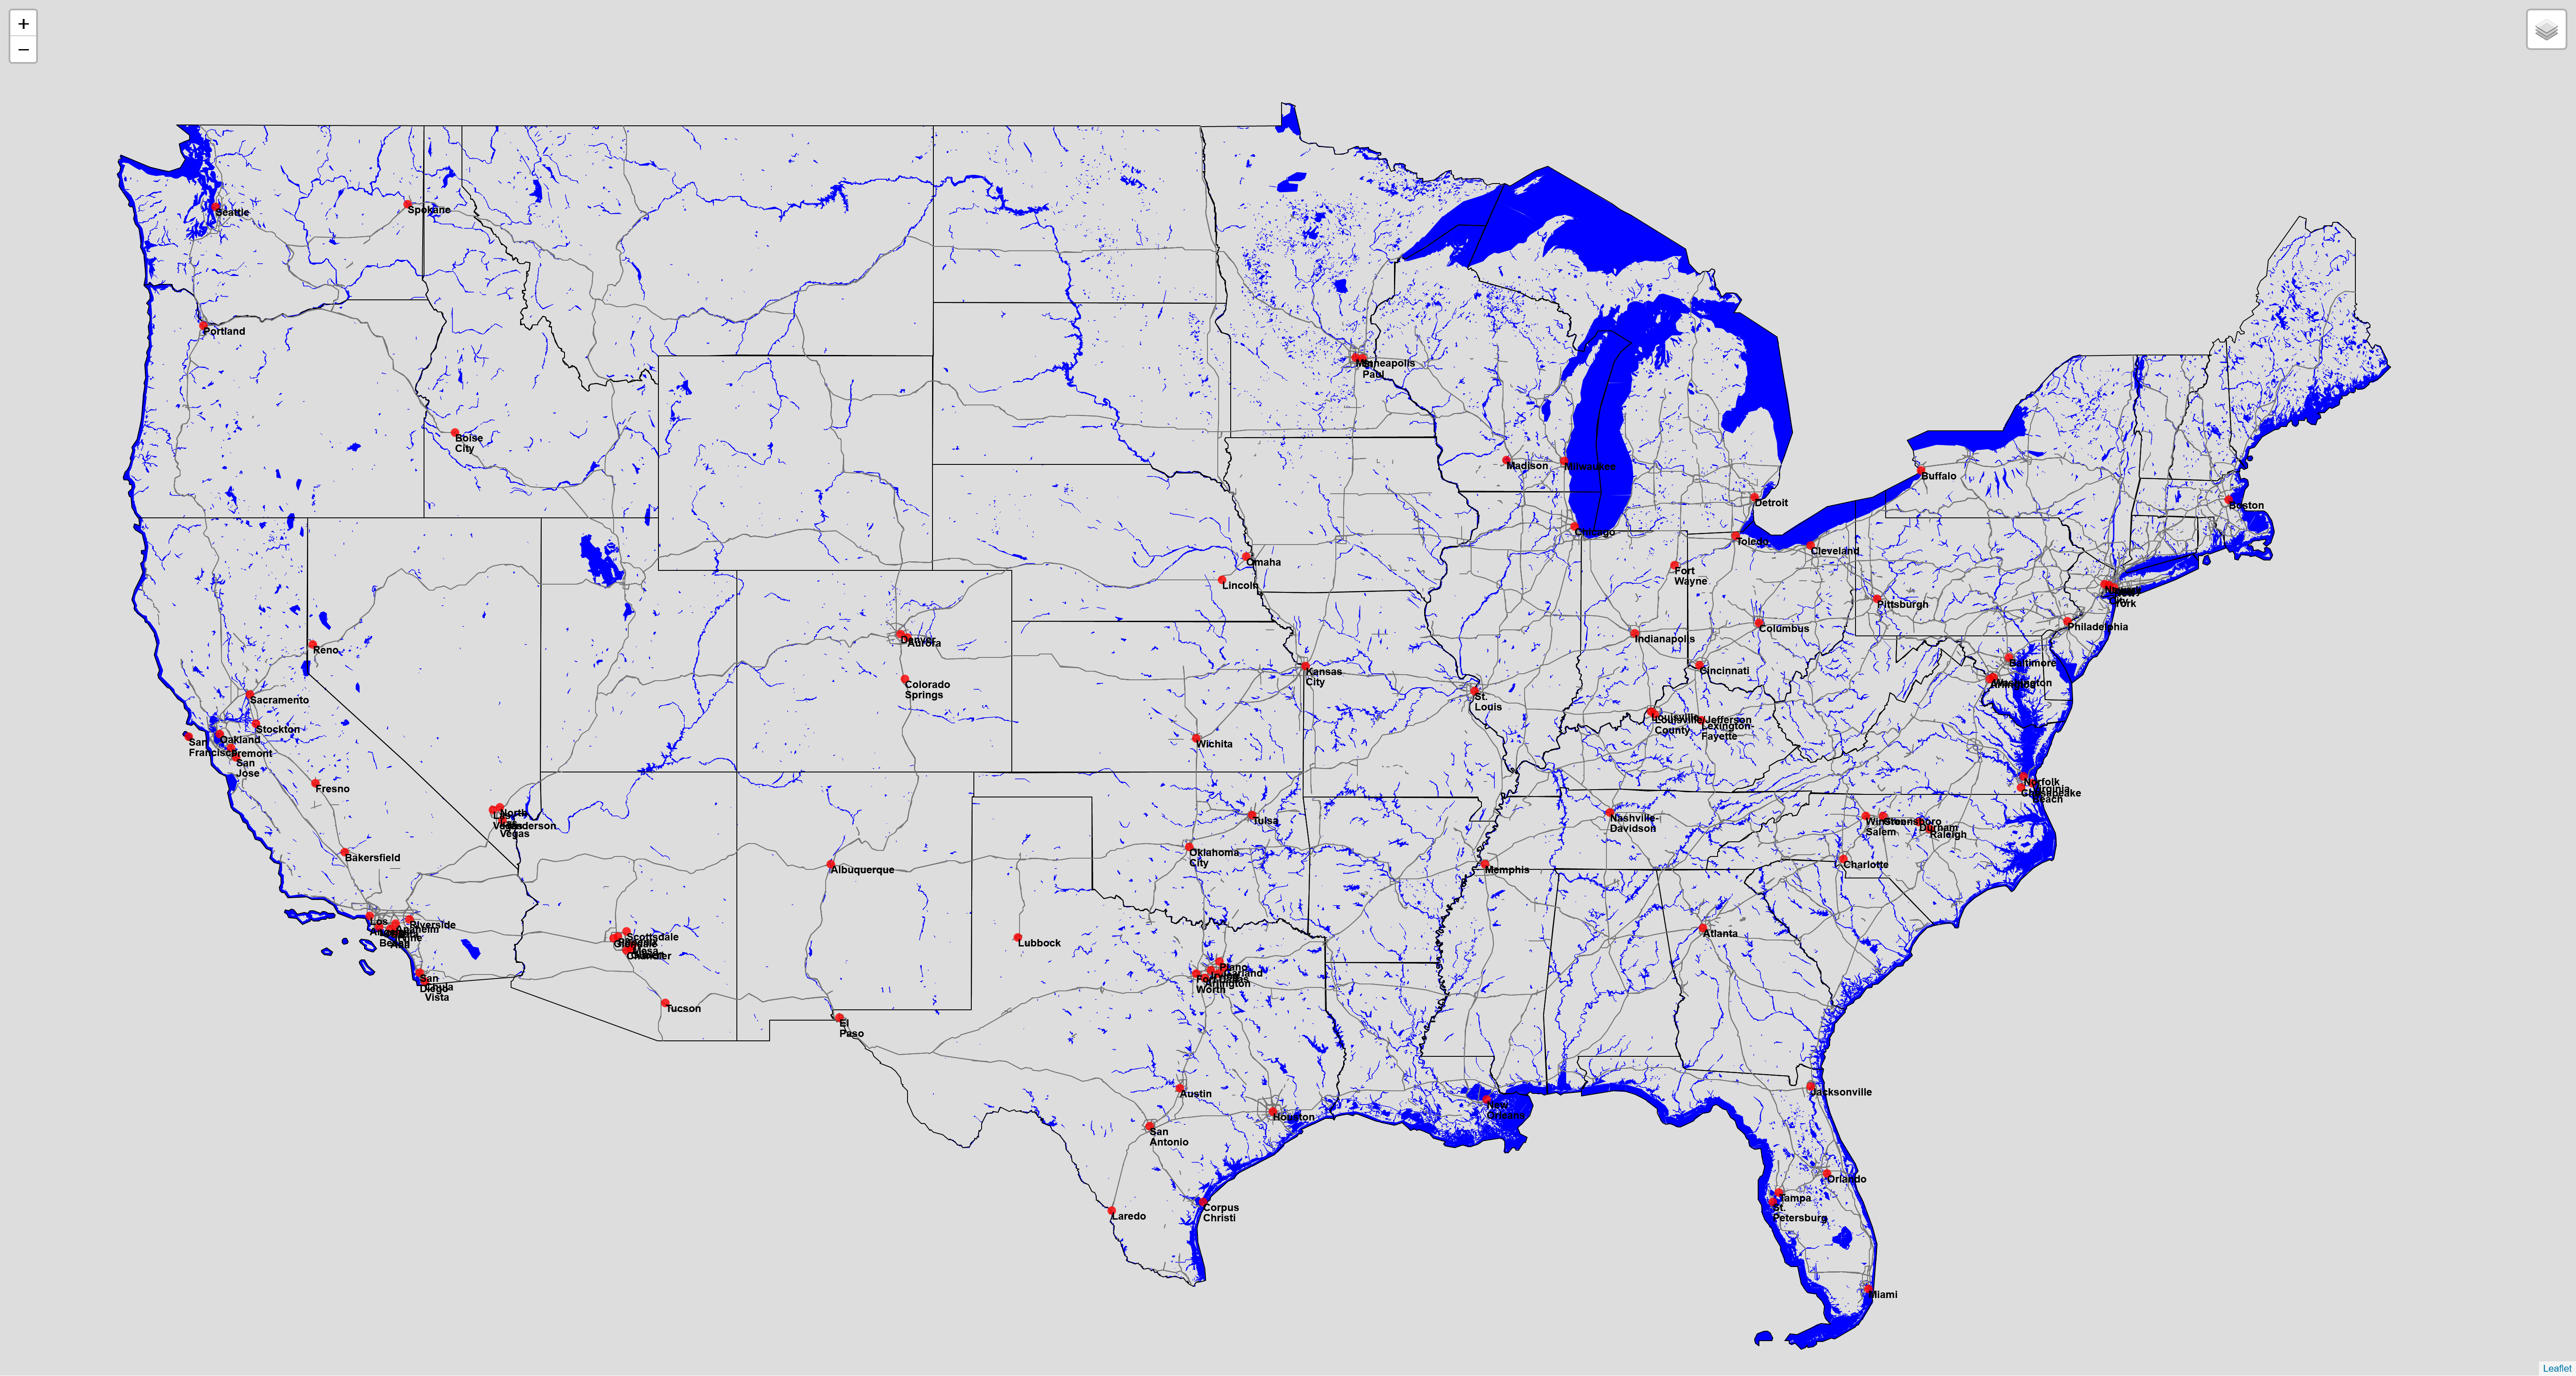 +
−
Seattle
Spokane
Portland
Minneapolis
Paul
Boise
City
Madison
Milwaukee
Buffalo
Detroit
Boston
Chicago
Toledo
Cleveland
Omaha
Lincoln
Fort
Wayne
York
Pittsburgh
Philadelphia
Columbus
Indianapolis
Denver
Aurora
Reno
Baltimore
Cincinnati
Kansas
City
Washington
Colorado
Springs
Sacramento
St.
Louis
Louisville/Jefferson
County
Lexington-
Fayette
Stockton
Oakland
San
Francisco
Fremont
San
Jose
Wichita
Fresno
Norfolk
Virginia
Beach
Chesapeake
North
Las
Vegas
Henderson
Tulsa
Nashville-
Davidson
Winston-
Salem
Greensboro
Durham
Raleigh
Oklahoma
City
Bakersfield
Charlotte
Albuquerque
Memphis
Los
Riverside
Anaheim
Atlanta
Scottsdale
Mesa
Chandler
Lubbock
Plano
Fort
Worth
Arlington
San
Diego
Chula
Vista
Tucson
El
Paso
Austin
Jacksonville
New
Orleans
Houston
San
Antonio
Orlando
Tampa
St.
Petersburg
Corpus
Christi
Laredo
Miami
Leaflet